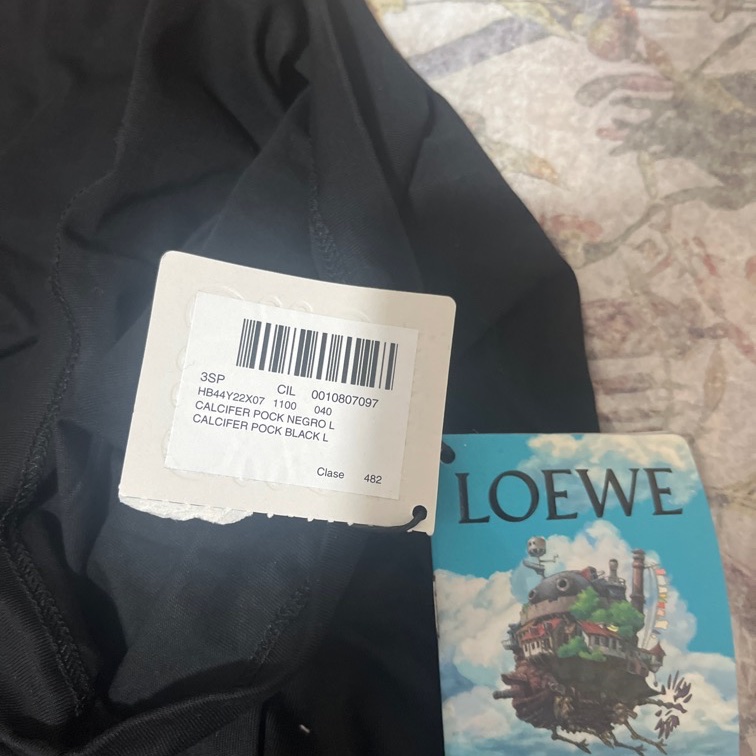 3SP CIL 0010807097
HB44Y22X07 1100 040
CALCIFER POCK NEGRO L
CALCIFER POCK BLACK L
Clase 482
LOEWE